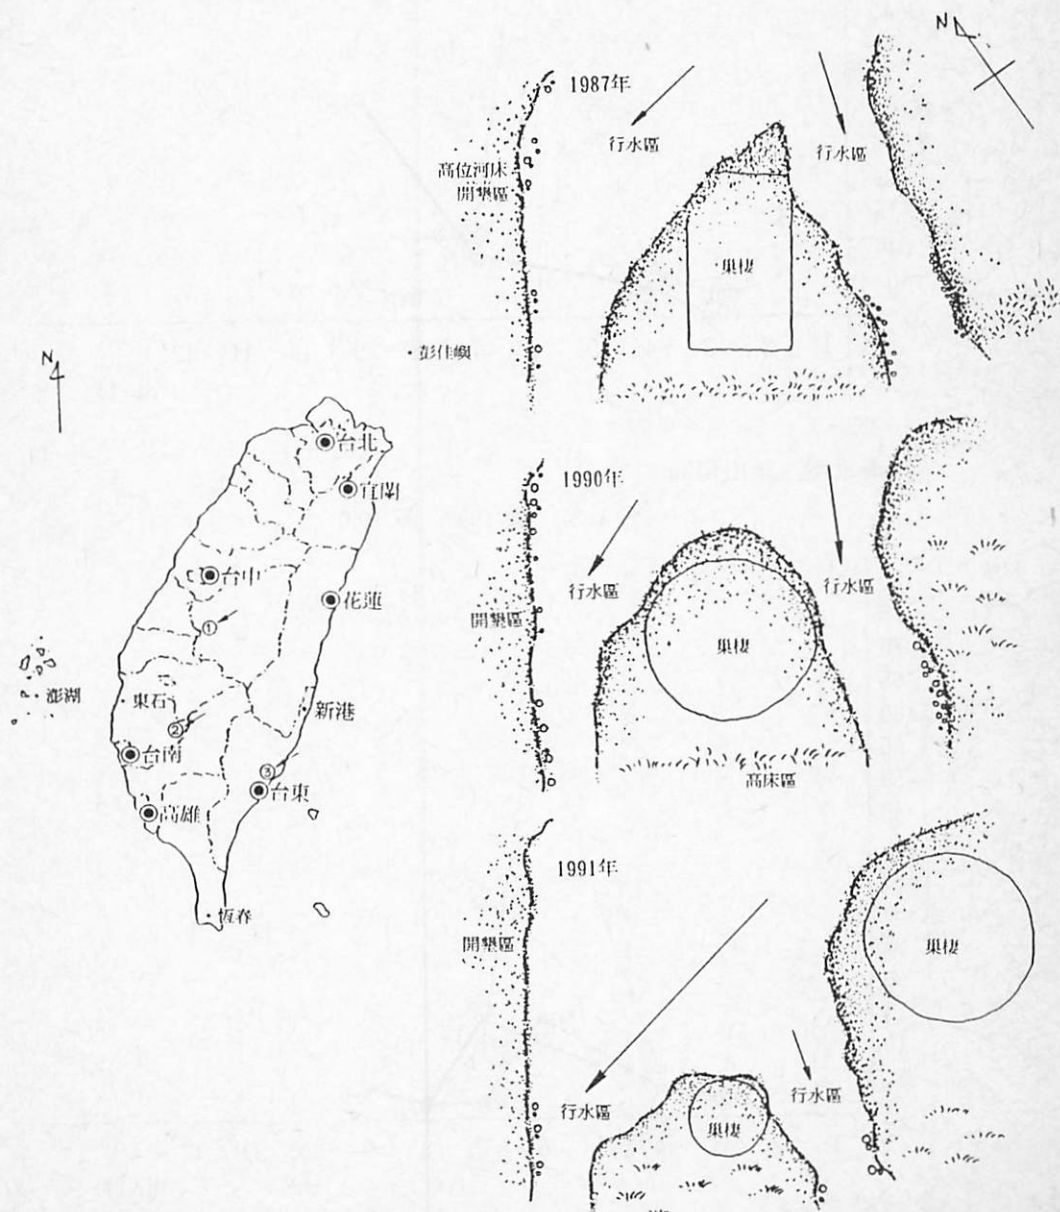 N
1987年
行水區
行水區
高位河床
開墾區
巢棲
N
彭佳嶼
台北
宜蘭
台中
花蓮
①
澎湖
東石
新港
②
台南
③
台東
高雄
恆春
1990年
行水區
行水區
開墾區
巢棲
高床區
1991年
開墾區
巢棲
行水區
行水區
巢棲